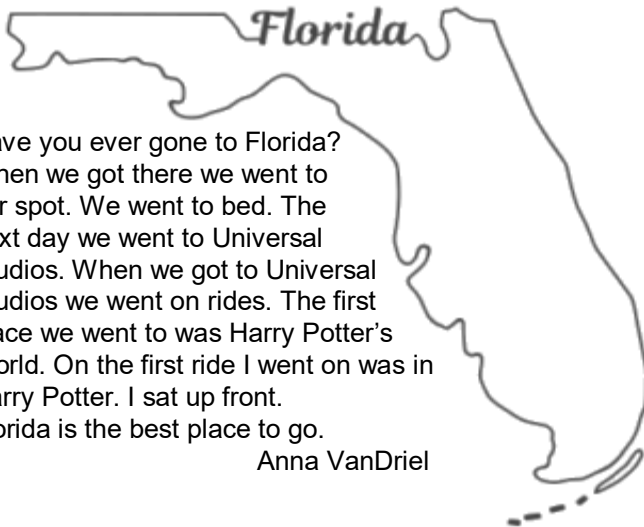 Florida
ave you ever gone to Florida?
hen we got there we went to
r spot. We went to bed. The
xt day we went to Universal
udios. When we got to Universal
udios we went on rides. The first
ace we went to was Harry Potter's
orld. On the first ride I went on was in
arry Potter. I sat up front.
orida is the best place to go.
Anna VanDriel